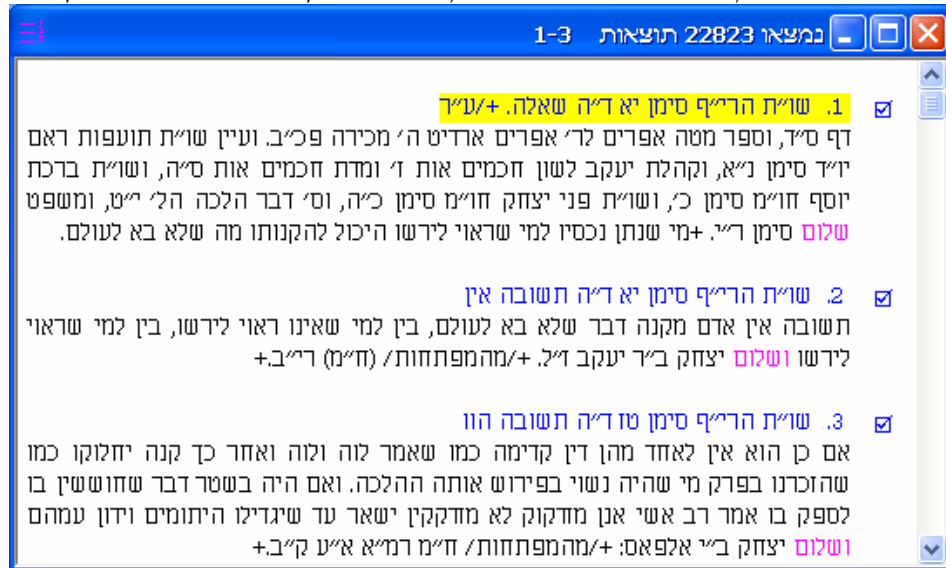 נמצאו 22823 תוצאות 1-3
1. שו״ת הרי״ף סימן יא ד״ה שאלה. +/ע״ר
דף ס״ד, וספר מטה אפרים לר׳ אפרים ארדיט ה׳ מכירה פכ״ב. ועיין שו״ת תועפות ראם
יו״ד סימן נ״א, וקהלת יעקב לשון חכמים אות ז׳ ומדת חכמים אות ס״ה, ושו״ת ברכת
יוסף חו״מ סימן כ׳, ושו״ת פני יצחק חו״מ סימן כ״ה, וס׳ דבר הלכה הל׳ י״ט, ומשפט
שלום סימן ר״י. +מי שנתן נכסיו למי שראוי לירשו היכול להקנותו מה שלא בא לעולם.
2. שו״ת הרי״ף סימן יא ד״ה תשובה אין
תשובה אין אדם מקנה דבר שלא בא לעולם, בין למי שאינו ראוי לירשו, בין למי שראוי
לירשו ושלום יצחק ב״ר יעקב ז״ל. +/מהמפתחות/ (ח״מ) רי״ב.+
3. שו״ת הרי״ף סימן טז ד״ה תשובה הוו
אם כן הוא אין לאחד מהן דין קדימה כמו שאמר לוה ולוה ואחר כך קנה יחלוקו כמו
שהזכרנו בפרק מי שהיה נשוי בפירוש אותה ההלכה. ואם היה בשטר דבר שחוששין בו
לספק בו אמר רב אשי אנן מדקוק לא מדקקין ישאר עד שיגדילו היתומים וידון עמהם
ושלום יצחק ב״י אלפאס: +/מהמפתחות/ ח״מ רמ״א א״ע ק״ב.+